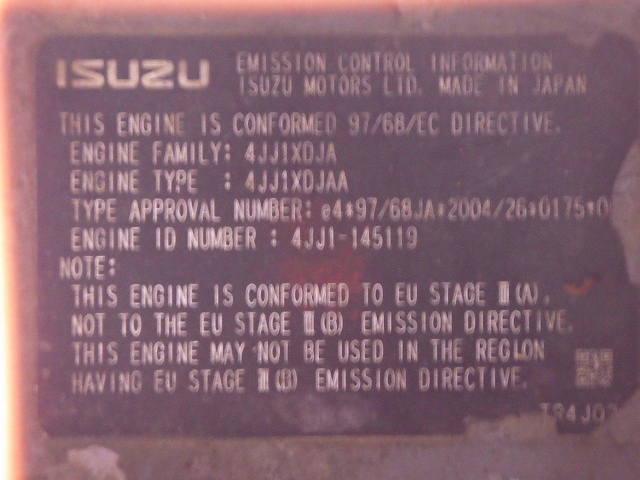 ISUZU
EMISSION CONTROL INFORMATION
ISUZU MOTORS LTD. MADE IN JAPAN
THIS ENGINE IS CONFORMED 97/68/EC DIRECTIVE.
ENGINE FAMILY: 4JJ1XDJA
ENGINE TYPE : 4JJ1XDJAA
TYPE APPROVAL NUMBER: e4*97/68JA*2004/26*0175*0
ENGINE ID NUMBER : 4JJ1-145119
NOTE:
THIS ENGINE IS CONFORMED TO EU STAGE Ⅲ(A),
NOT TO THE EU STAGE Ⅲ(B) EMISSION DIRECTIVE.
THIS ENGINE MAY NOT BE USED IN THE REGION
HAVING EU STAGE Ⅲ(B) EMISSION DIRECTIVE.